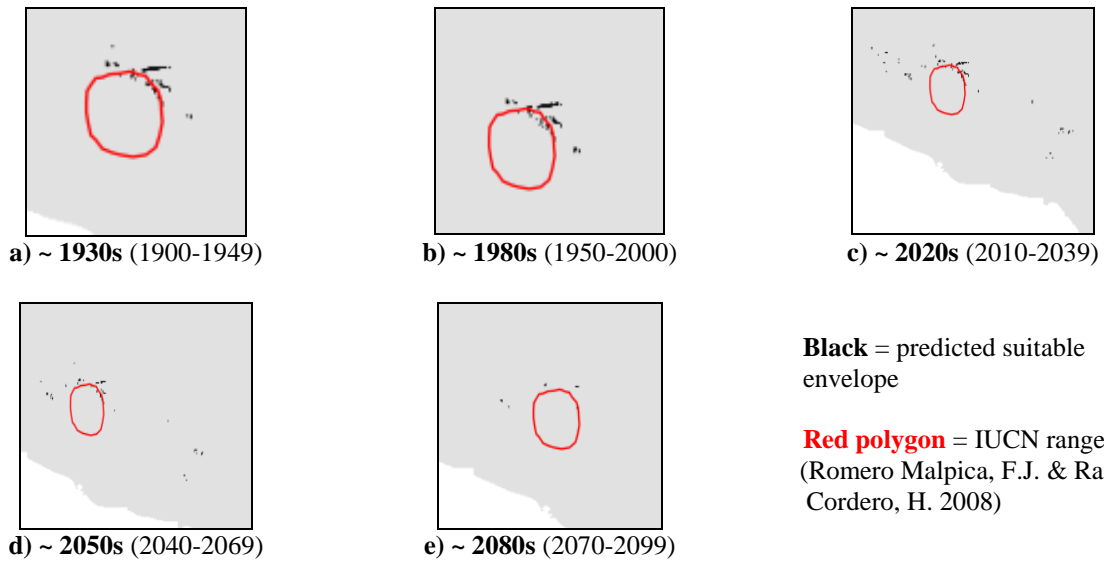 a) ~ 1930s (1900-1949)
b) ~ 1980s (1950-2000)
c) ~ 2020s (2010-2039)
Black = predicted suitable
envelope
Red polygon = IUCN range
(Romero Malpica, F.J. & Ra
Cordero, H. 2008)
d) ~ 2050s (2040-2069)
e) ~ 2080s (2070-2099)